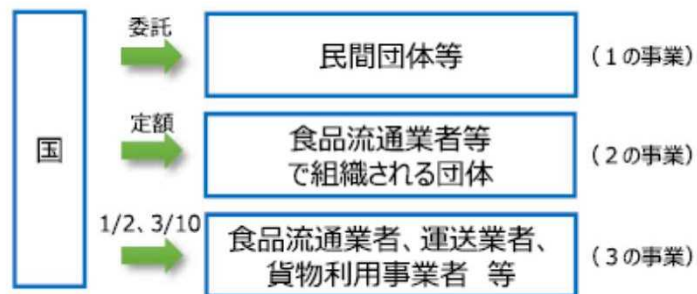 委託
民間団体等
(1の事業)
国
定額
食品流通業者等
で組織される団体
(2の事業)
1/2、3/10
食品流通業者、運送業者、
貨物利用事業者 等
(3の事業)